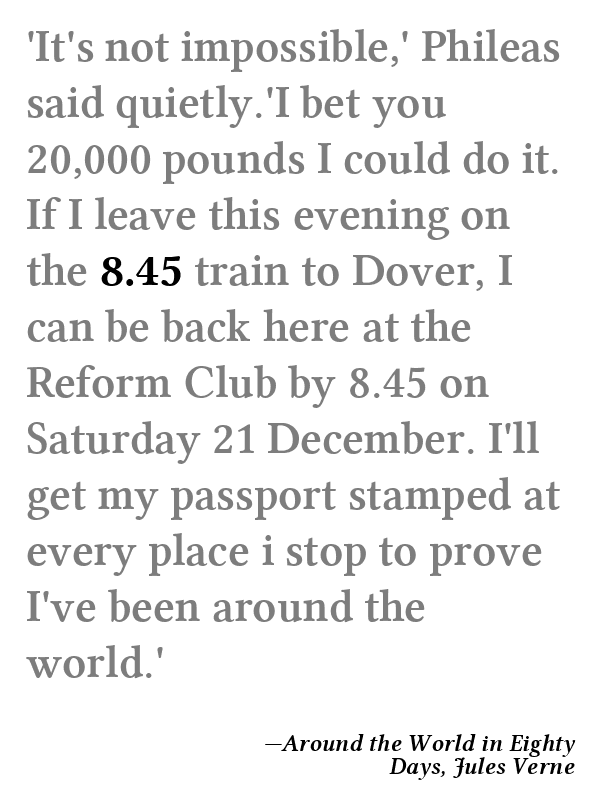 'It's not impossible,' Phileas
said quietly.'I bet you
20,000 pounds I could do it.
If I leave this evening on
the 8.45 train to Dover, I
can be back here at the
Reform Club by 8.45 on
Saturday 21 December. I'll
get my passport stamped at
every place i stop to prove
I've been around the
world.'
—Around the World in Eighty
Days, Jules Verne